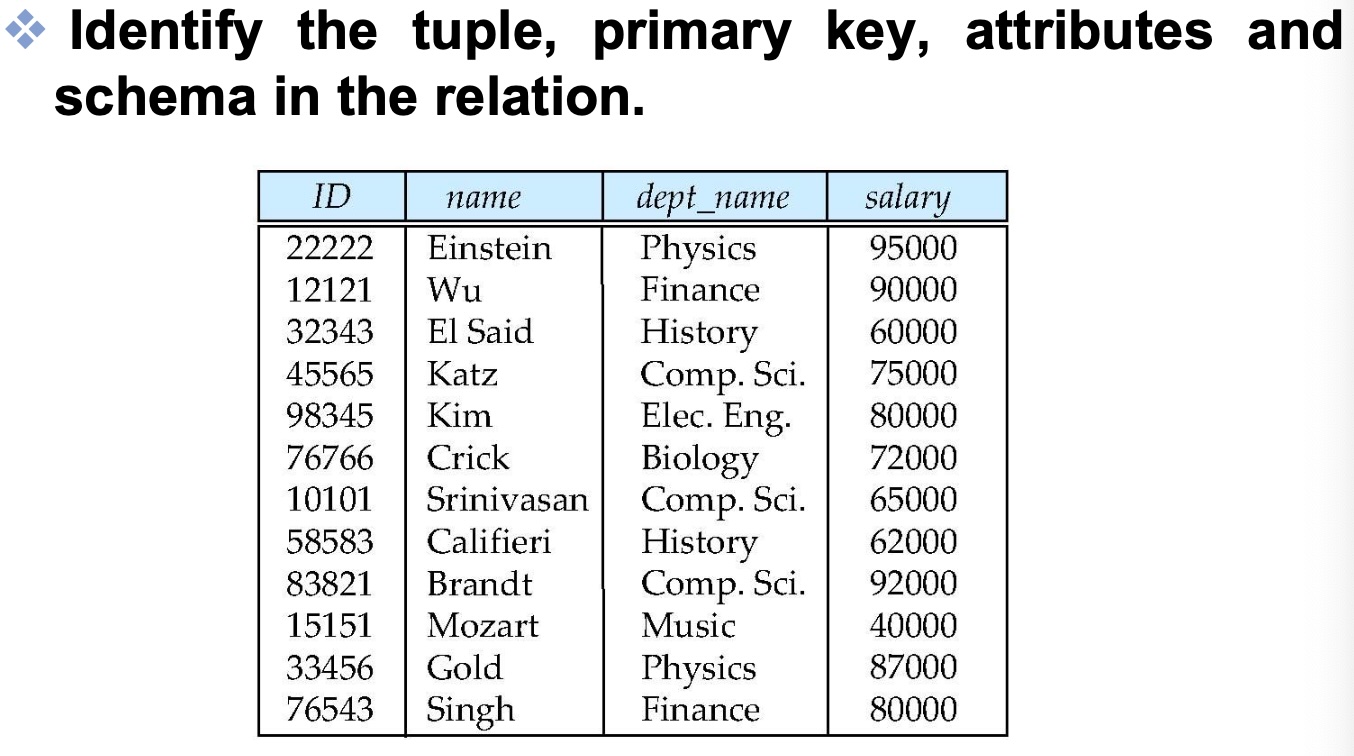 Identify the tuple, primary key, attributes and
schema in the relation.
ID name dept_name salary
22222 Einstein Physics 95000
12121 Wu Finance 90000
32343 El Said History 60000
45565 Katz Comp. Sci. 75000
98345 Kim Elec. Eng. 80000
76766 Crick Biology 72000
10101 Srinivasan Comp. Sci. 65000
58583 Califieri History 62000
83821 Brandt Comp. Sci. 92000
15151 Mozart Music 40000
33456 Gold Physics 87000
76543 Singh Finance 80000